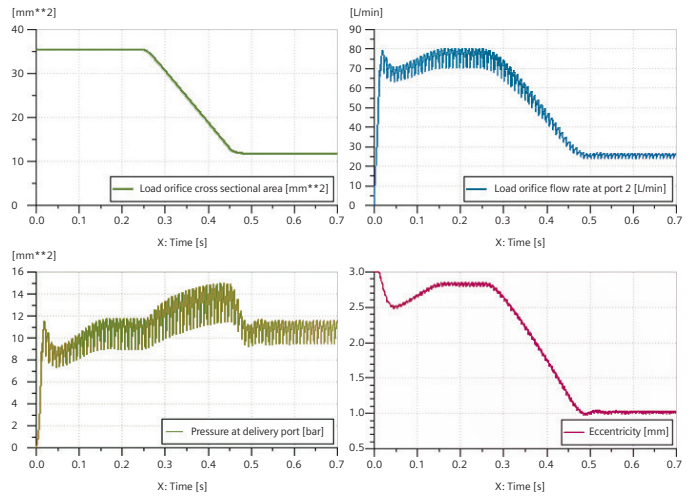 [mm**2]
40
30
20
10
0
0.0 0.1 0.2 0.3 0.4 0.5 0.6 0.7
Load orifice cross sectional area [mm**2]
X: Time [s]
[L/min]
90
80
70
60
50
40
30
20
10
0
0.0 0.1 0.2 0.3 0.4 0.5 0.6 0.7
Load orifice flow rate at port 2 [L/min]
X: Time [s]
[mm**2]
16
14
12
10
8
6
4
2
0
0.0 0.1 0.2 0.3 0.4 0.5 0.6 0.7
Pressure at delivery port [bar]
X: Time [s]
3.0
2.5
2.0
1.5
1.0
0.5
0.0 0.1 0.2 0.3 0.4 0.5 0.6 0.7
Eccentricity [mm]
X: Time [s]